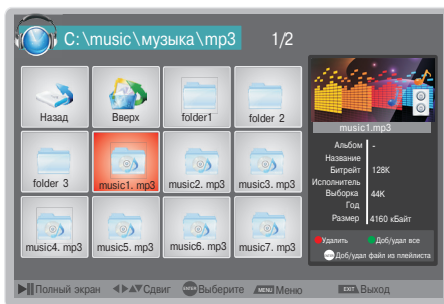 C:\music\музыка\mp3 1/2
Назад Вверх folder1 folder 2
folder 3 music1. mp3 music2. mp3 music3. mp3
music4. mp3 music5. mp3 music6. mp3 music7. mp3
music1.mp3
Альбом -
Название
Битрейт 128K
Исполнитель
Выборка 44K
Год
Размер 4160 кБайт
Удалить Доб/удал все
ENTER Доб/удал файл из плейлиста
Полный экран Сдвиг ENTER Выберите MENU Меню EXIT Выход